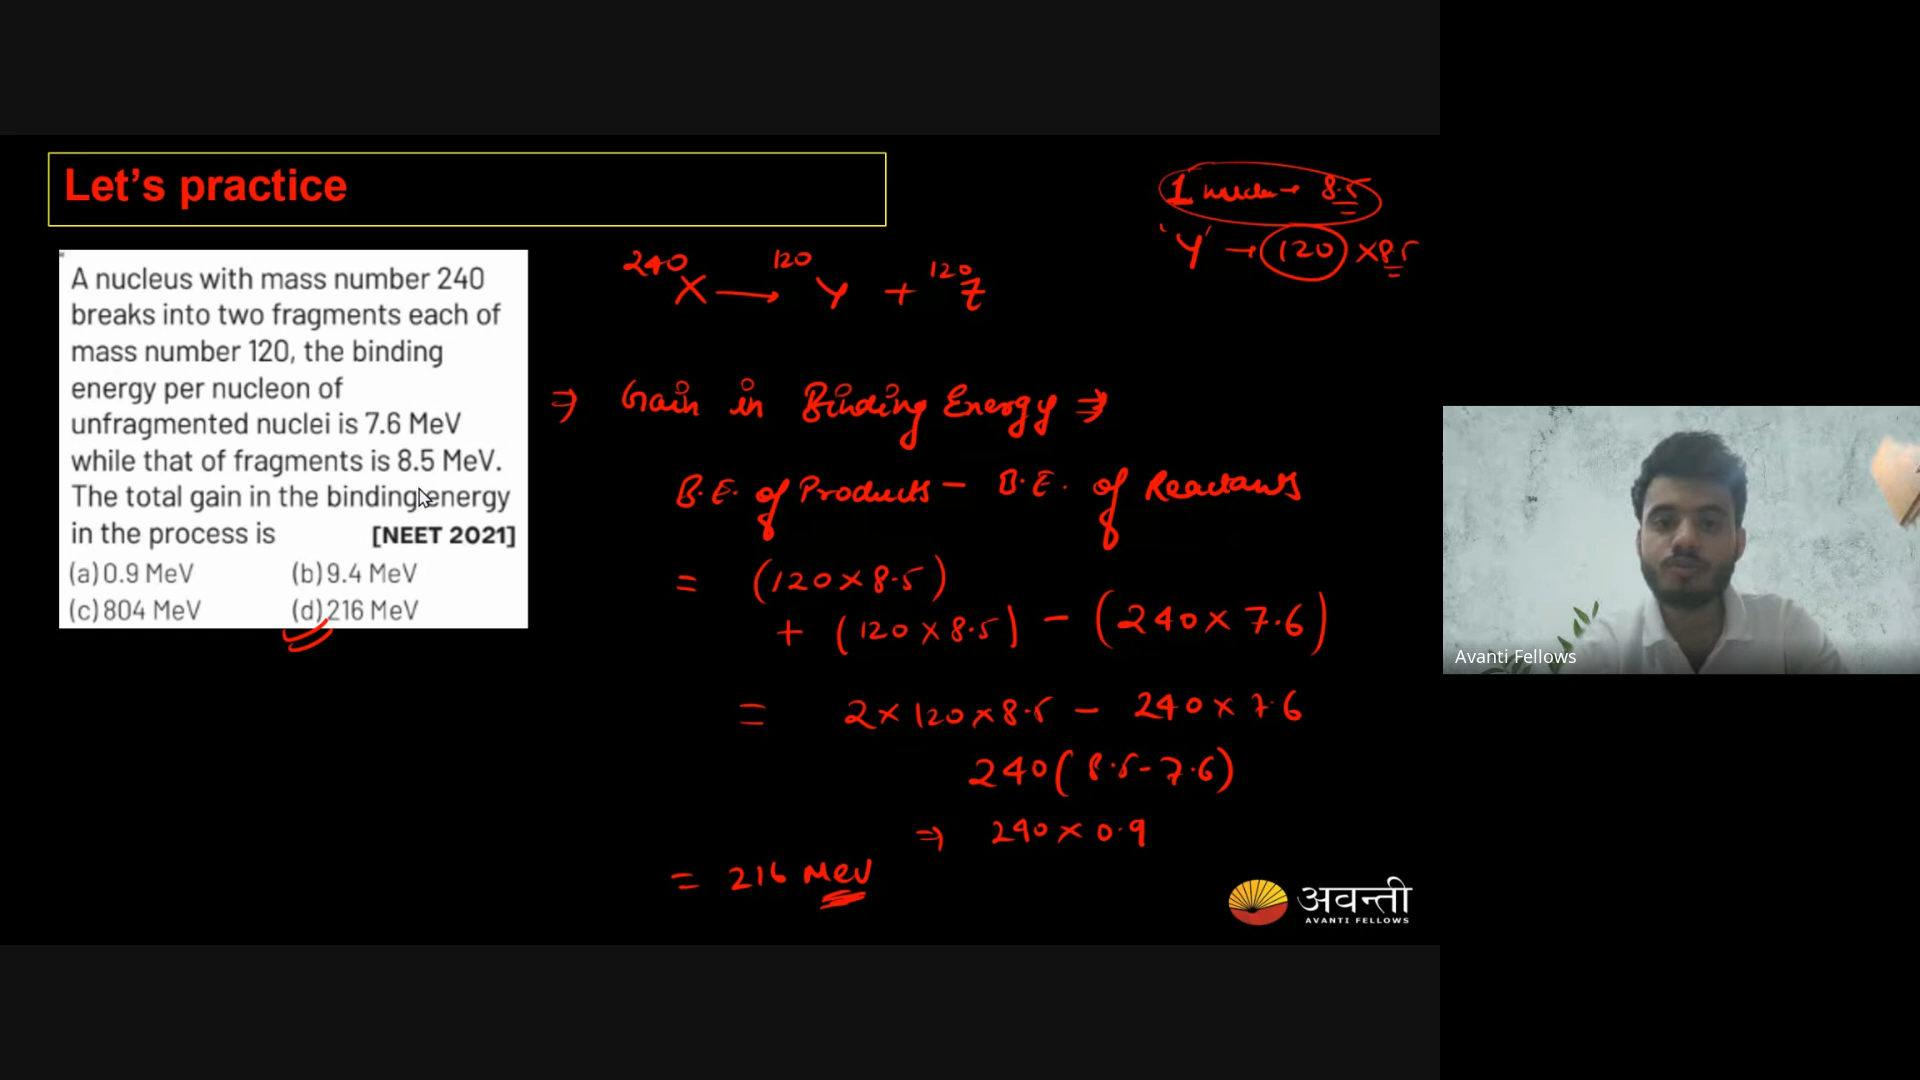 Let's practice
A nucleus with mass number 240
breaks into two fragments each of
mass number 120, the binding
energy per nucleon of
unfragmented nuclei is 7.6 MeV
while that of fragments is 8.5 MeV.
The total gain in the binding energy
in the process is [NEET 2021]
(a) 0.9 MeV (b) 9.4 MeV
(c) 804 MeV (d) 216 MeV
1 → 8.5
'Y' → 120 × 8.5
240X → 120Y + 120Z
⇒ Gain in Binding Energy ⇒
B.E. of Products − B.E. of Reactants
= (120 × 8.5)
+ (120 × 8.5) − (240 × 7.6)
= 2 × 120 × 8.5 − 240 × 7.6
240 (8.5 - 7.6)
⇒ 240 × 0.9
= 216 MeV
अवन्ती
AVANTI FELLOWS
Avanti Fellows